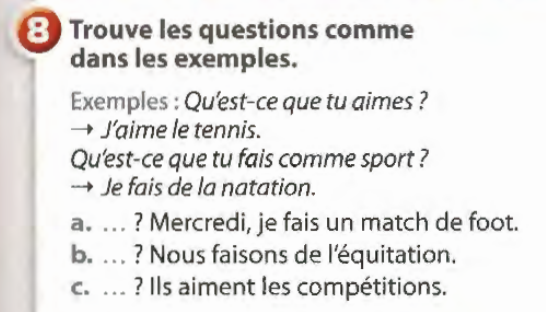 8 Trouve les questions comme
dans les exemples.
Exemples : Qu'est-ce que tu aimes ?
→ J'aime le tennis.
Qu'est-ce que tu fais comme sport ?
→ Je fais de la natation.
a. ... ? Mercredi, je fais un match de foot.
b. ... ? Nous faisons de l'équitation.
c. ... ? Ils aiment les compétitions.